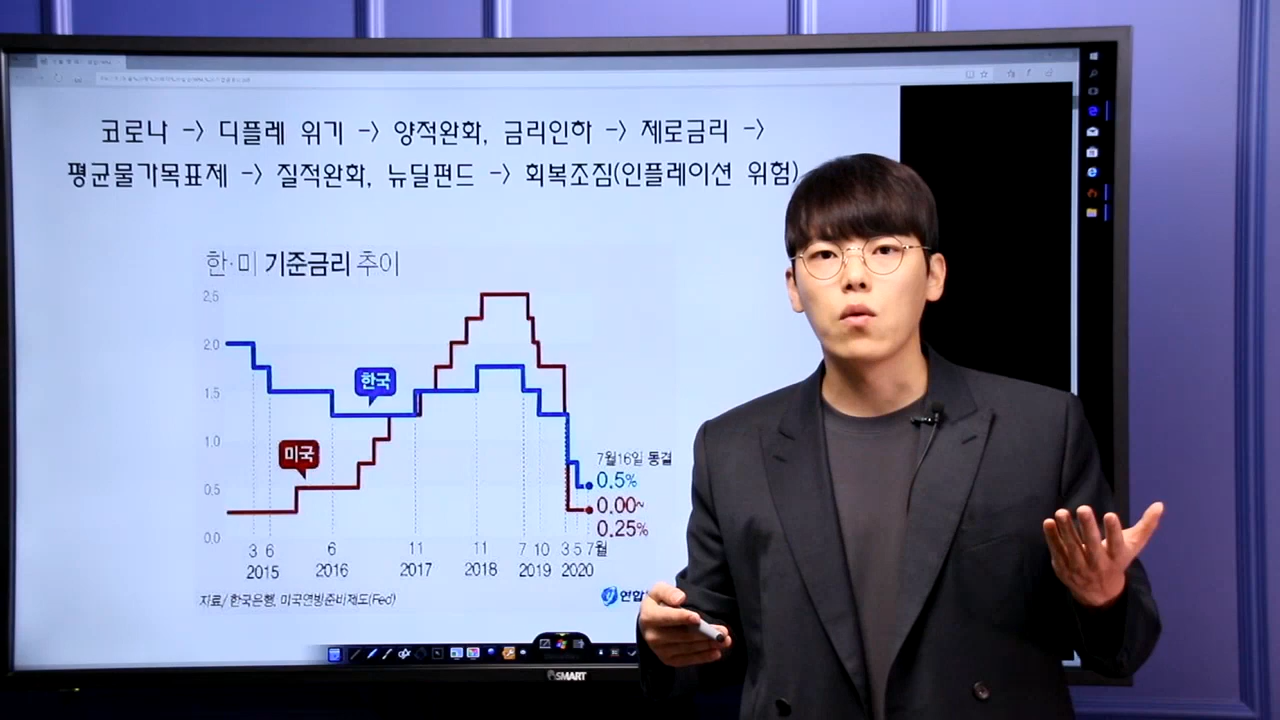 코로나 -> 디플레 위기 -> 양적완화, 금리인하 -> 제로금리 ->
평균물가목표제 -> 질적완화, 뉴딜펀드 -> 회복조짐(인플레이션 위험)
한·미 기준금리 추이
2.5
2.0
한국
1.5
1.0
미국
7월16일 동결
0.5
0.5%
0.00~
0.25%
0.0
3 6 6 11 11 7 10 3 5 7월
2015 2016 2017 2018 2019 2020
자료/ 한국은행, 미국연방준비제도(Fed)
연합
SMART